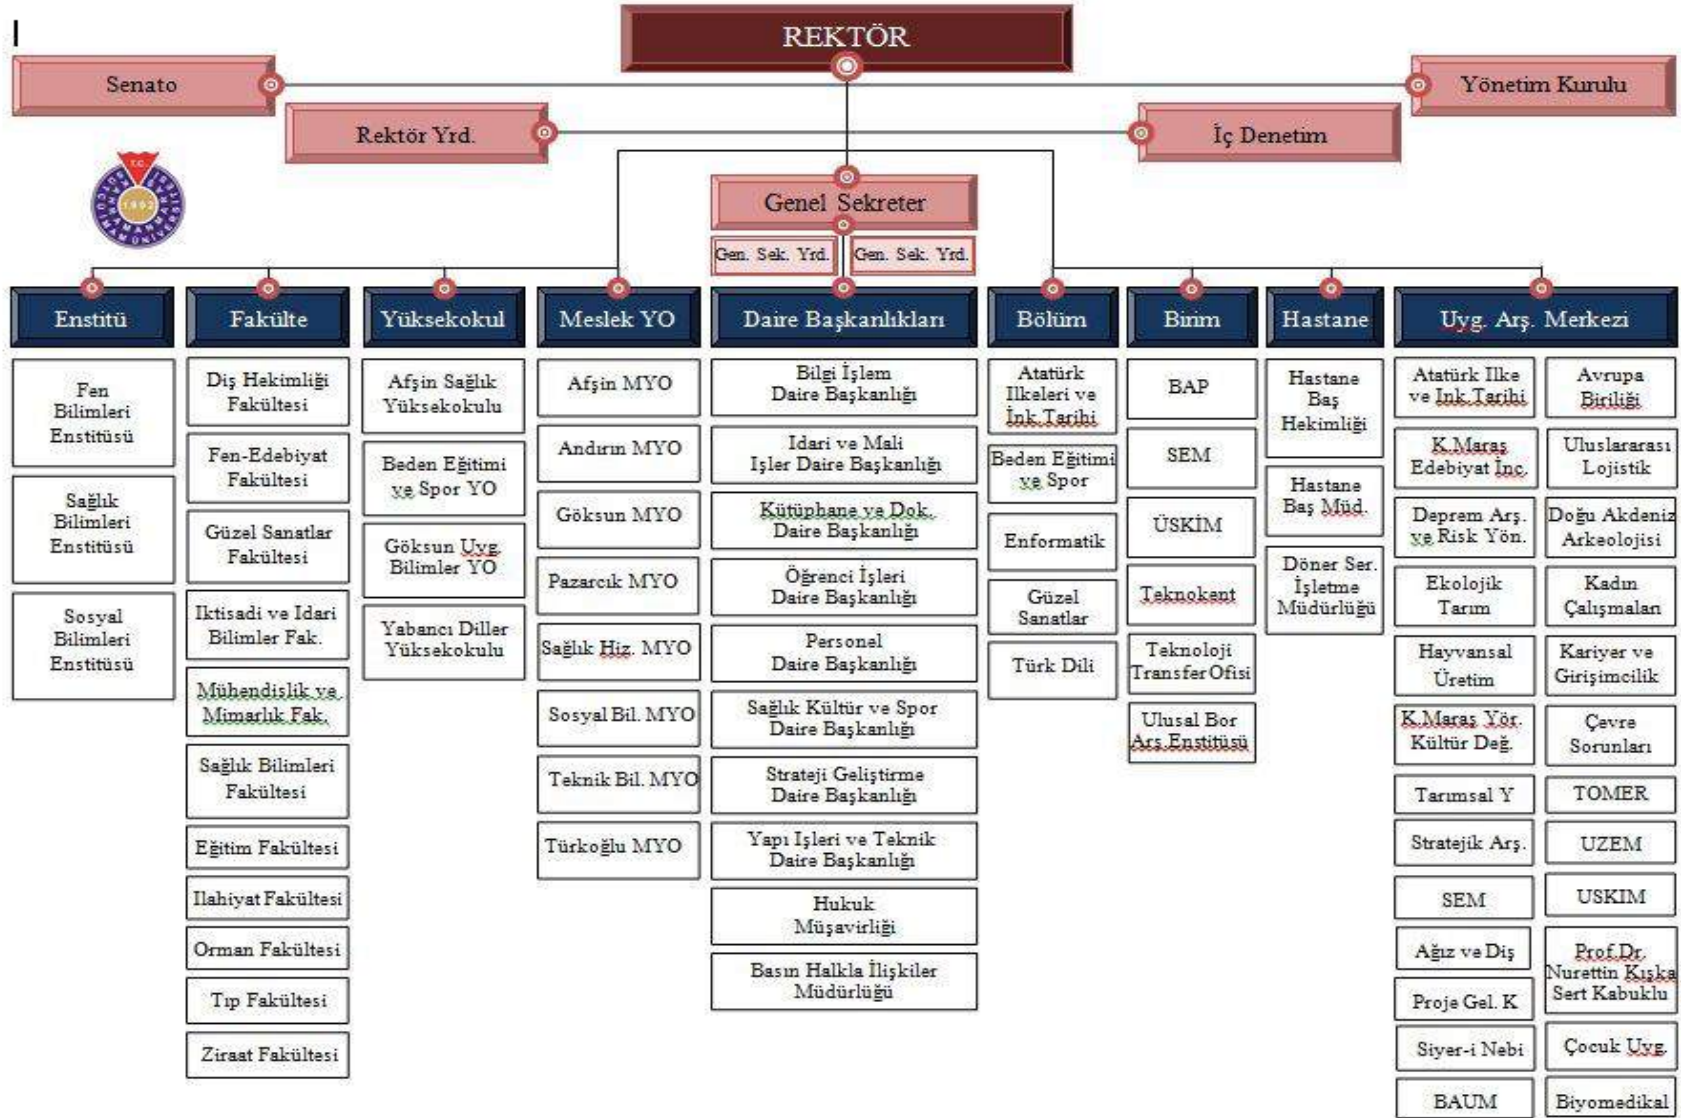 REKTÖR
Senato
Yönetim Kurulu
Rektör Yrd.
İç Denetim
T.C.
KAHRAMANMARAŞ SÜTÇÜ İMAM ÜNİVERSİTESİ
1992
Genel Sekreter
Gen. Sek. Yrd.
Gen. Sek. Yrd.
Enstitü
Fen
Bilimleri
Enstitüsü
Sağlık
Bilimleri
Enstitüsü
Sosyal
Bilimleri
Enstitüsü
Fakülte
Diş Hekimliği
Fakültesi
Fen-Edebiyat
Fakültesi
Güzel Sanatlar
Fakültesi
Iktisadi ve Idari
Bilimler Fak.
Mühendislik ve
Mimarlık Fak.
Sağlık Bilimleri
Fakültesi
Eğitim Fakültesi
Ilahiyat Fakültesi
Orman Fakültesi
Tıp Fakültesi
Ziraat Fakültesi
Yüksekokul
Afşin Sağlık
Yüksekokulu
Beden Eğitimi
ve Spor YO
Göksun Uyg.
Bilimler YO
Yabancı Diller
Yüksekokulu
Meslek YO
Afşin MYO
Andırın MYO
Göksun MYO
Pazarcık MYO
Sağlık Hiz. MYO
Sosyal Bil. MYO
Teknik Bil. MYO
Türkoğlu MYO
Daire Başkanlıkları
Bilgi İşlem
Daire Başkanlığı
Idari ve Mali
Işler Daire Başkanlığı
Kütüphane ve Dok.
Daire Başkanlığı
Öğrenci İşleri
Daire Başkanlığı
Personel
Daire Başkanlığı
Sağlık Kültür ve Spor
Daire Başkanlığı
Strateji Geliştirme
Daire Başkanlığı
Yapı Işleri ve Teknik
Daire Başkanlığı
Hukuk
Müşavirliği
Basın Halkla İlişkiler
Müdürlüğü
Bölüm
Atatürk
Ilkeleri ve
İnk.Tarihi
Beden Eğitimi
ve Spor
Enformatik
Güzel
Sanatlar
Türk Dili
Birim
BAP
SEM
ÜSKİM
Teknokent
Teknoloji
TransferOfisi
Ulusal Bor
Arş.Enstitüsü
Hastane
Hastane
Baş
Hekimliği
Hastane
Baş Müd.
Döner Ser.
İşletme
Müdürlüğü
Uyg. Arş. Merkezi
Atatürk Ilke
ve Ink.Tarihi
K.Maraş
Edebiyat İnc.
Deprem Arş.
ve Risk Yön.
Ekolojik
Tarım
Hayvansal
Üretim
K.Maraş Yör.
Kültür Değ.
Tarımsal Y
Stratejik Arş.
SEM
Ağız ve Diş
Proje Gel. K
Siyer-i Nebi
BAUM
Avrupa
Biriliği
Uluslararası
Lojistik
Doğu Akdeniz
Arkeolojisi
Kadın
Çalışmaları
Kariyer ve
Girişimcilik
Çevre
Sorunları
TOMER
UZEM
USKIM
Prof.Dr.
Nurettin Kışka
Sert Kabuklu
Çocuk Uyg.
Biyomedikal